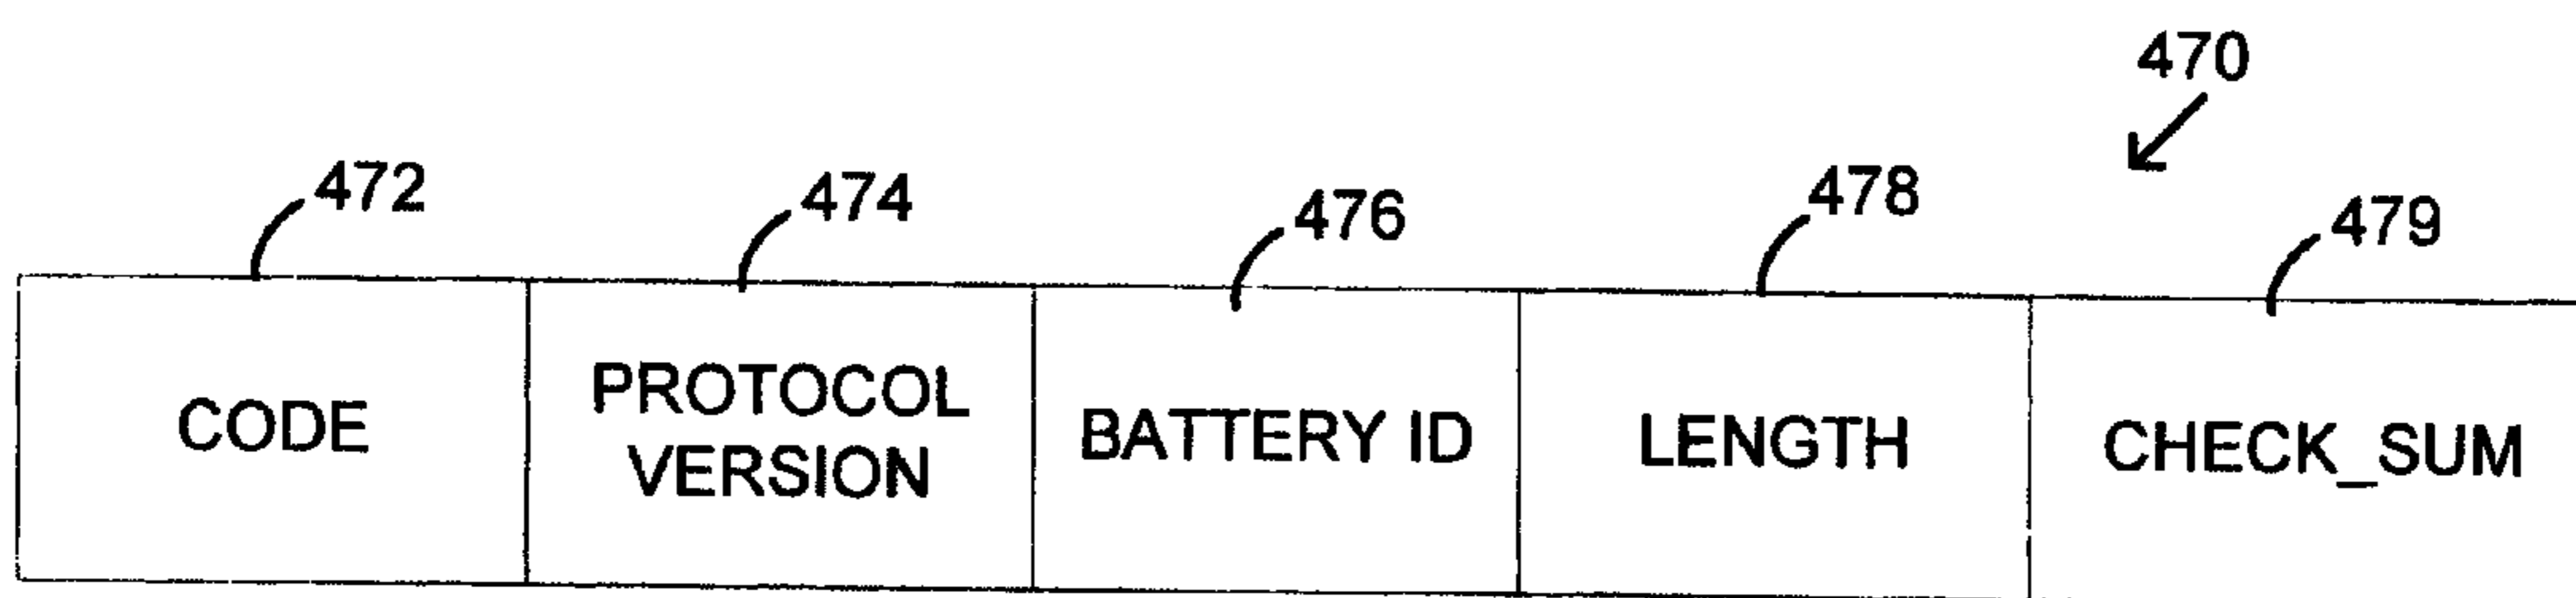 470
472
474
476
478
479
CODE
PROTOCOL
VERSION
BATTERY ID
LENGTH
CHECK_SUM